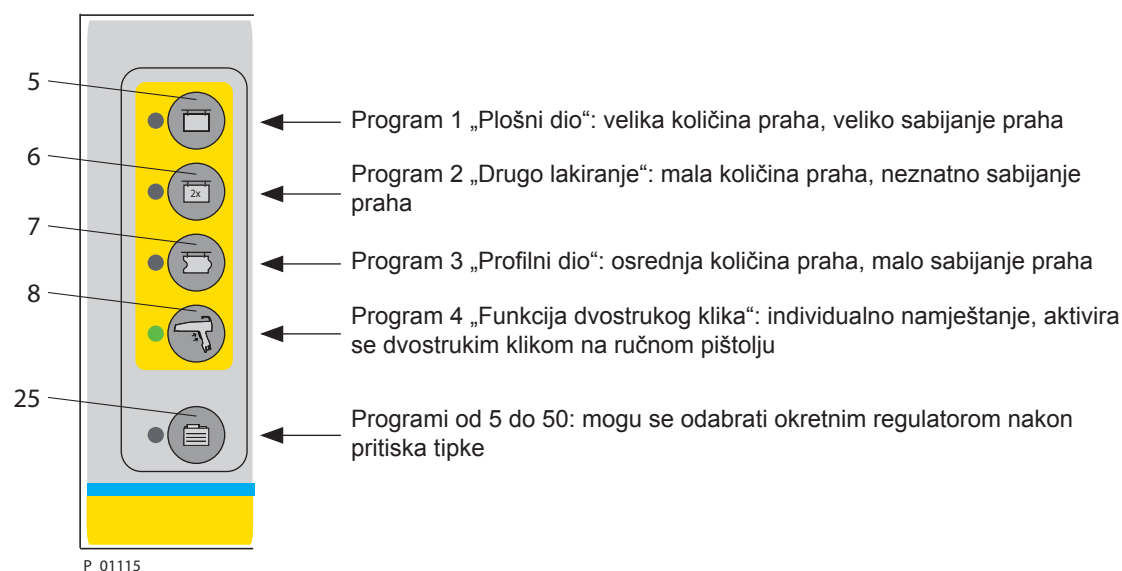 5
Program 1 „Plošni dio“: velika količina praha, veliko sabijanje praha
6
2x
Program 2 „Drugo lakiranje“: mala količina praha, neznatno sabijanje
praha
7
Program 3 „Profilni dio“: osrednja količina praha, malo sabijanje praha
8
Program 4 „Funkcija dvostrukog klika“: individualno namještanje, aktivira
se dvostrukim klikom na ručnom pištolju
25
Programi od 5 do 50: mogu se odabrati okretnim regulatorom nakon
pritiska tipke
P_01115